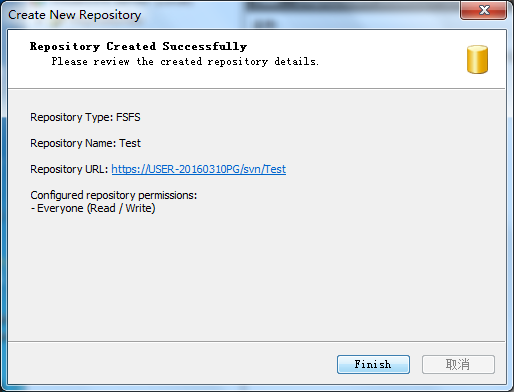 Create New Repository
Repository Created Successfully
Please review the created repository details.
Repository Type: FSFS
Repository Name: Test
Repository URL: https://USER-20160310PG/svn/Test
Configured repository permissions:
- Everyone (Read / Write)
Finish
取消